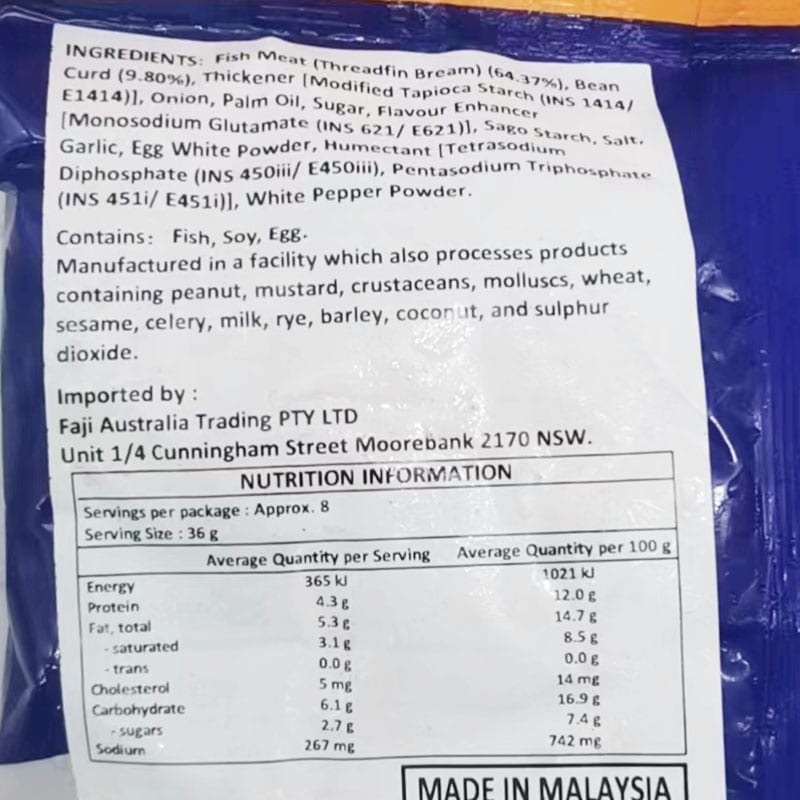 INGREDIENTS: Fish Meat (Threadfin Bream) (64.37%), Bean
Curd (9.80%), Thickener [Modified Tapioca Starch (INS 1414/
E1414)], Onion, Palm Oil, Sugar, Flavour Enhancer
[Monosodium Glutamate (INS 621/ E621)], Sago Starch, Salt,
Garlic, Egg White Powder, Humectant [Tetrasodium
Diphosphate (INS 450iii/ E450iii), Pentasodium Triphosphate
(INS 451i/ E451i)], White Pepper Powder.
Contains: Fish, Soy, Egg.
Manufactured in a facility which also processes products
containing peanut, mustard, crustaceans, molluscs, wheat,
sesame, celery, milk, rye, barley, coconut, and sulphur
dioxide.
Imported by :
Faji Australia Trading PTY LTD
Unit 1/4 Cunningham Street Moorebank 2170 NSW.
NUTRITION INFORMATION
Servings per package : Approx. 8
Serving Size : 36 g
Average Quantity per Serving Average Quantity per 100 g
Energy 365 kJ 1021 kJ
Protein 4.3 g 12.0 g
Fat, total 5.3 g 14.7 g
- saturated 3.1 g 8.5 g
- trans 0.0 g 0.0 g
Cholesterol 5 mg 14 mg
Carbohydrate 6.1 g 16.9 g
- sugars 2.7 g 7.4 g
Sodium 267 mg 742 mg
MADE IN MALAYSIA